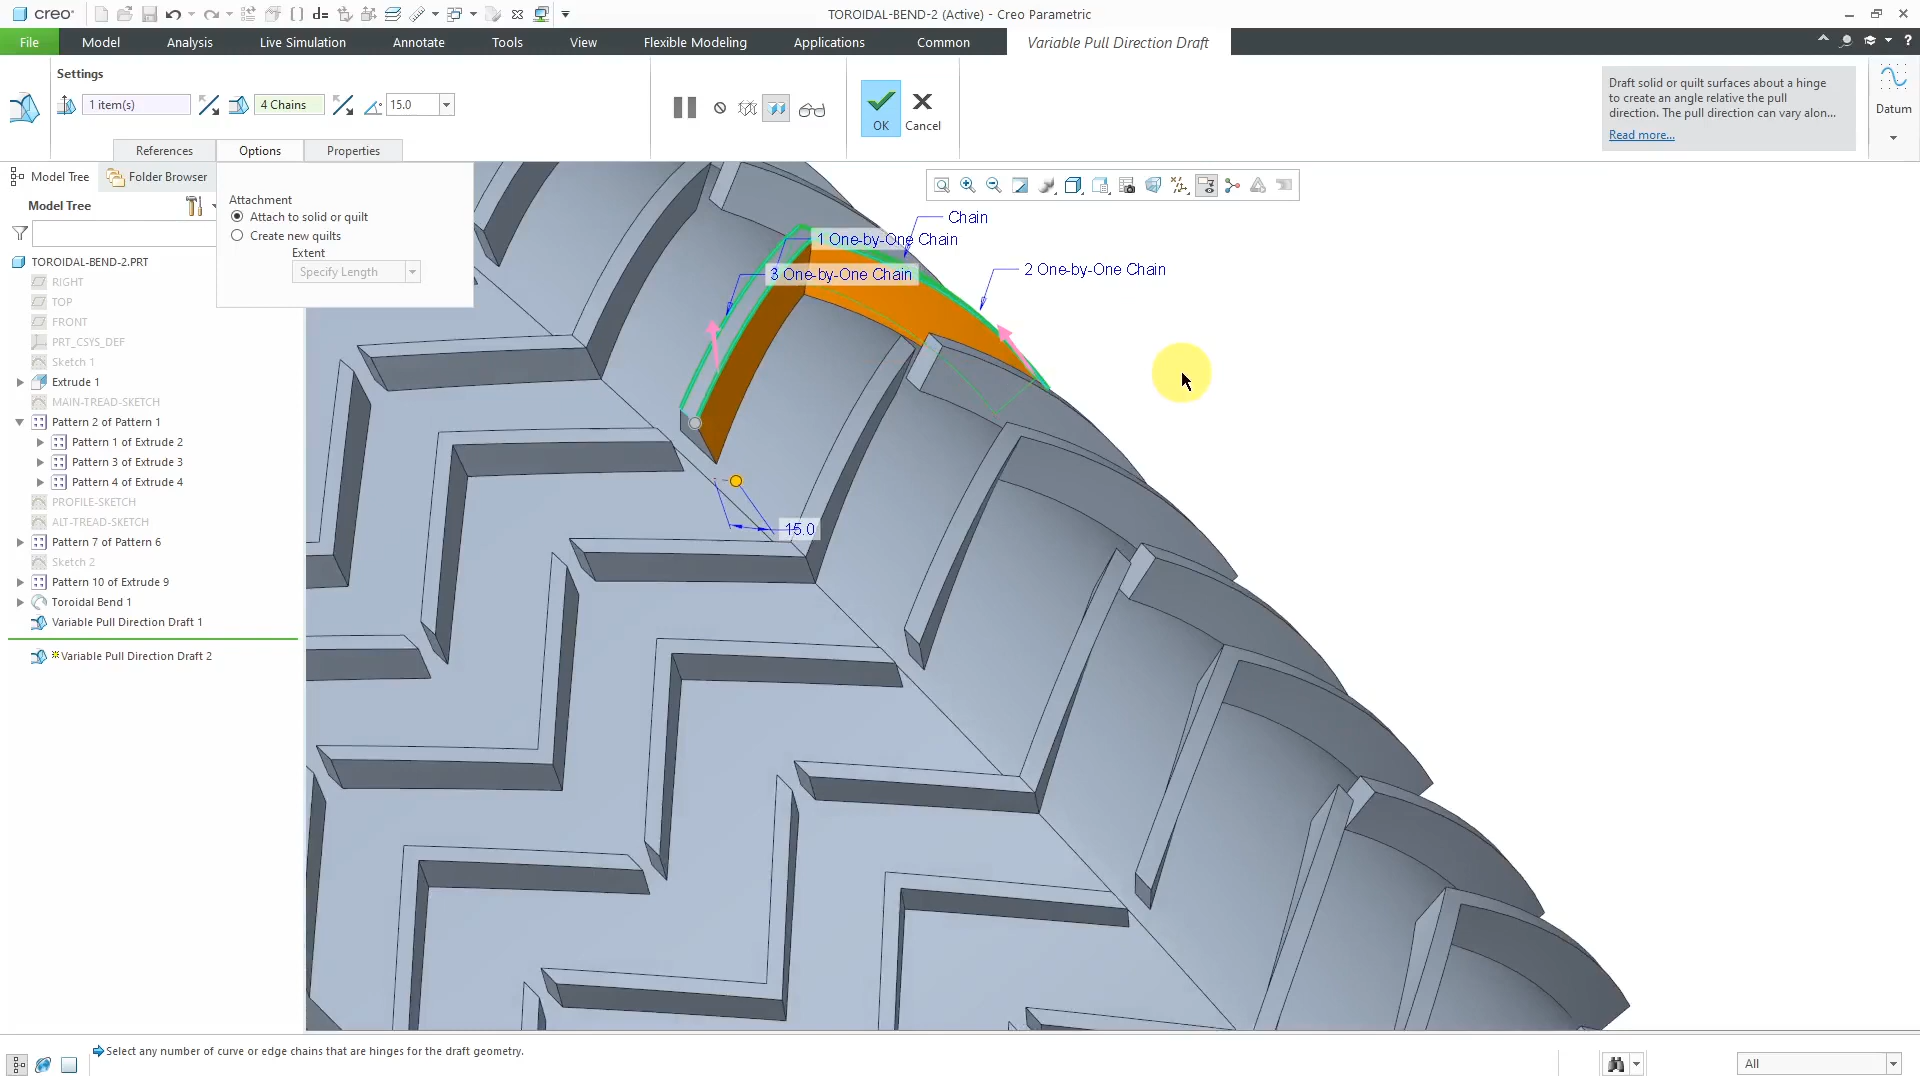 creo
TOROIDAL-BEND-2 (Active) - Creo Parametric
File
Model
Analysis
Live Simulation
Annotate
Tools
View
Flexible Modeling
Applications
Common
Variable Pull Direction Draft
Settings
1 item(s)
4 Chains
15.0
OK
Cancel
Draft solid or quilt surfaces about a hinge
to create an angle relative the pull
direction. The pull direction can vary alon...
Read more...
Datum
References
Options
Properties
Model Tree
Folder Browser
Attachment
Attach to solid or quilt
Create new quilts
Extent
Specify Length
Model Tree
TOROIDAL-BEND-2.PRT
RIGHT
TOP
FRONT
PRT_CSYS_DEF
Sketch 1
Extrude 1
MAIN-TREAD-SKETCH
Pattern 2 of Pattern 1
Pattern 1 of Extrude 2
Pattern 3 of Extrude 3
Pattern 4 of Extrude 4
PROFILE-SKETCH
ALT-TREAD-SKETCH
Pattern 7 of Pattern 6
Sketch 2
Pattern 10 of Extrude 9
Toroidal Bend 1
Variable Pull Direction Draft 1
Variable Pull Direction Draft 2
Chain
1 One-by-One Chain
3 One-by-One Chain
2 One-by-One Chain
15.0
Select any number of curve or edge chains that are hinges for the draft geometry.
All